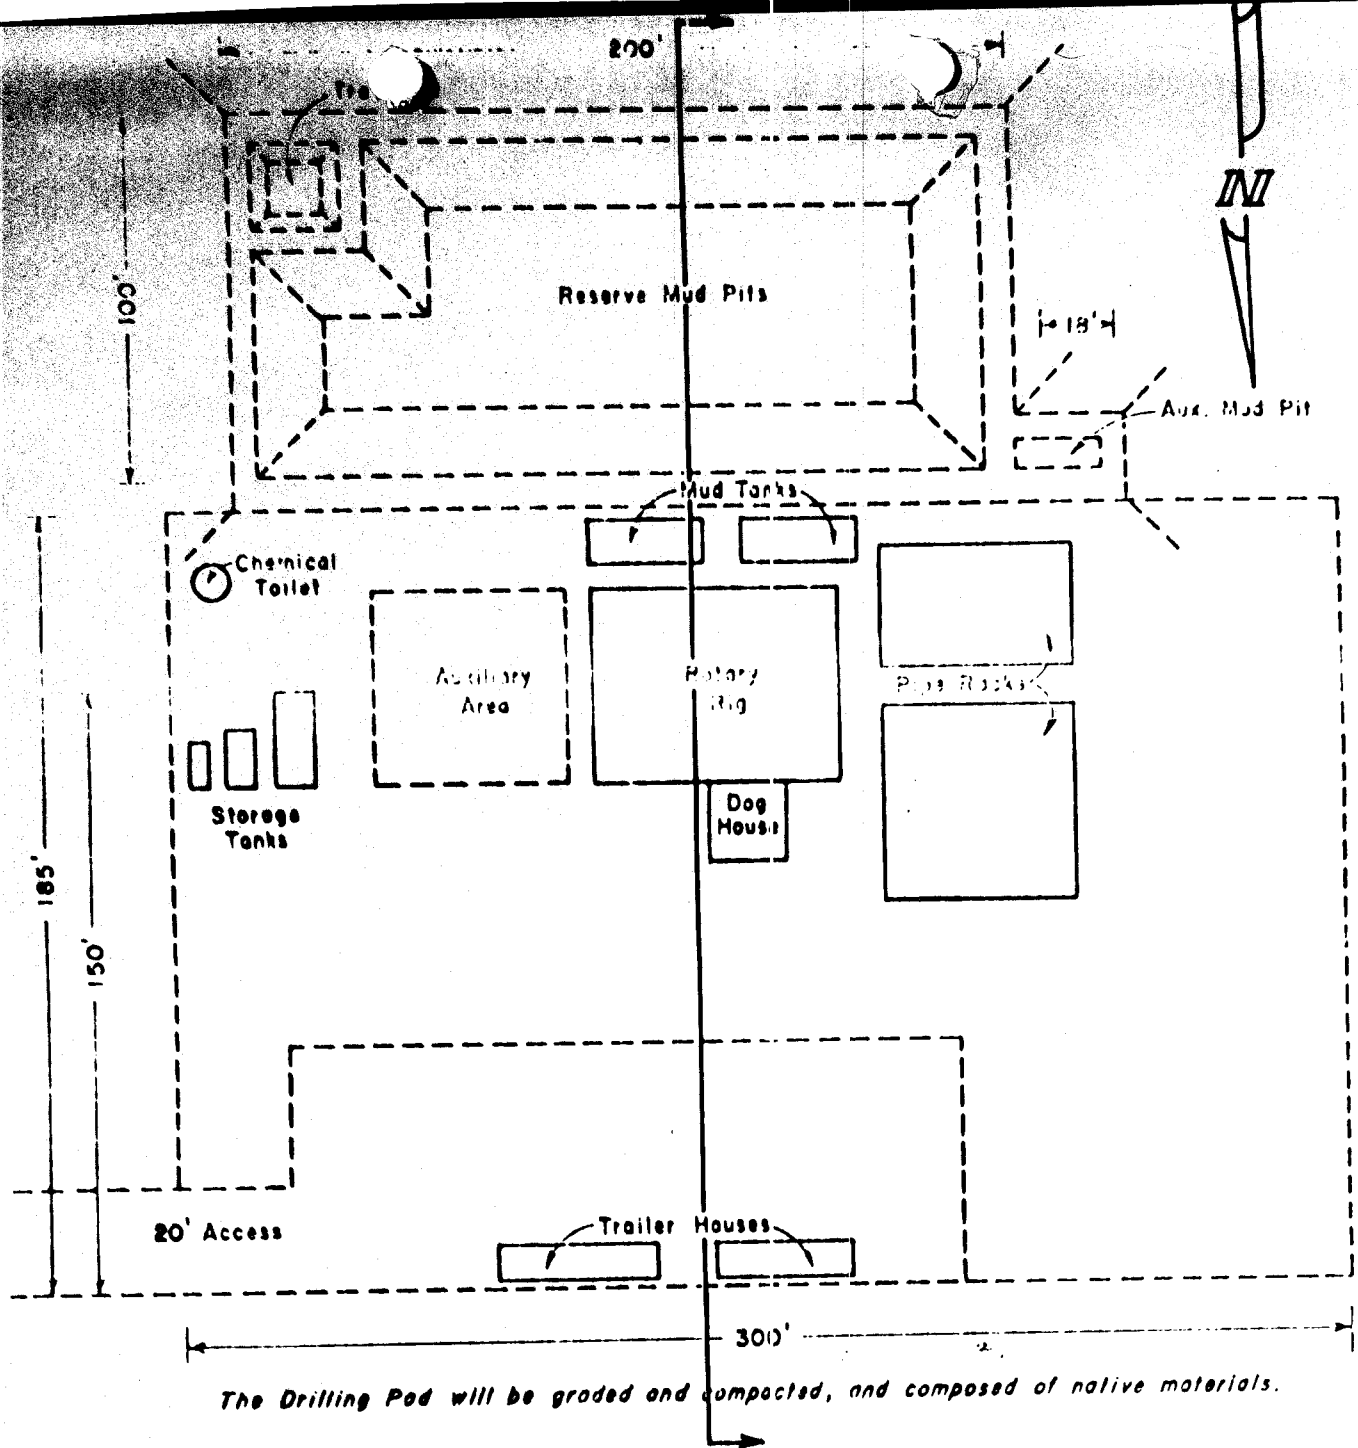 200'
N
100'
Reserve Mud Pits
18'
Aux. Mud Pit
Mud Tanks
Chemical
Toilet
Auxiliary
Area
Rotary
Rig
Pipe Racks
Storage
Tanks
Dog
House
185'
150'
20' Access
Trailer Houses
300'
The Drilling Pad will be graded and compacted, and composed of native materials.